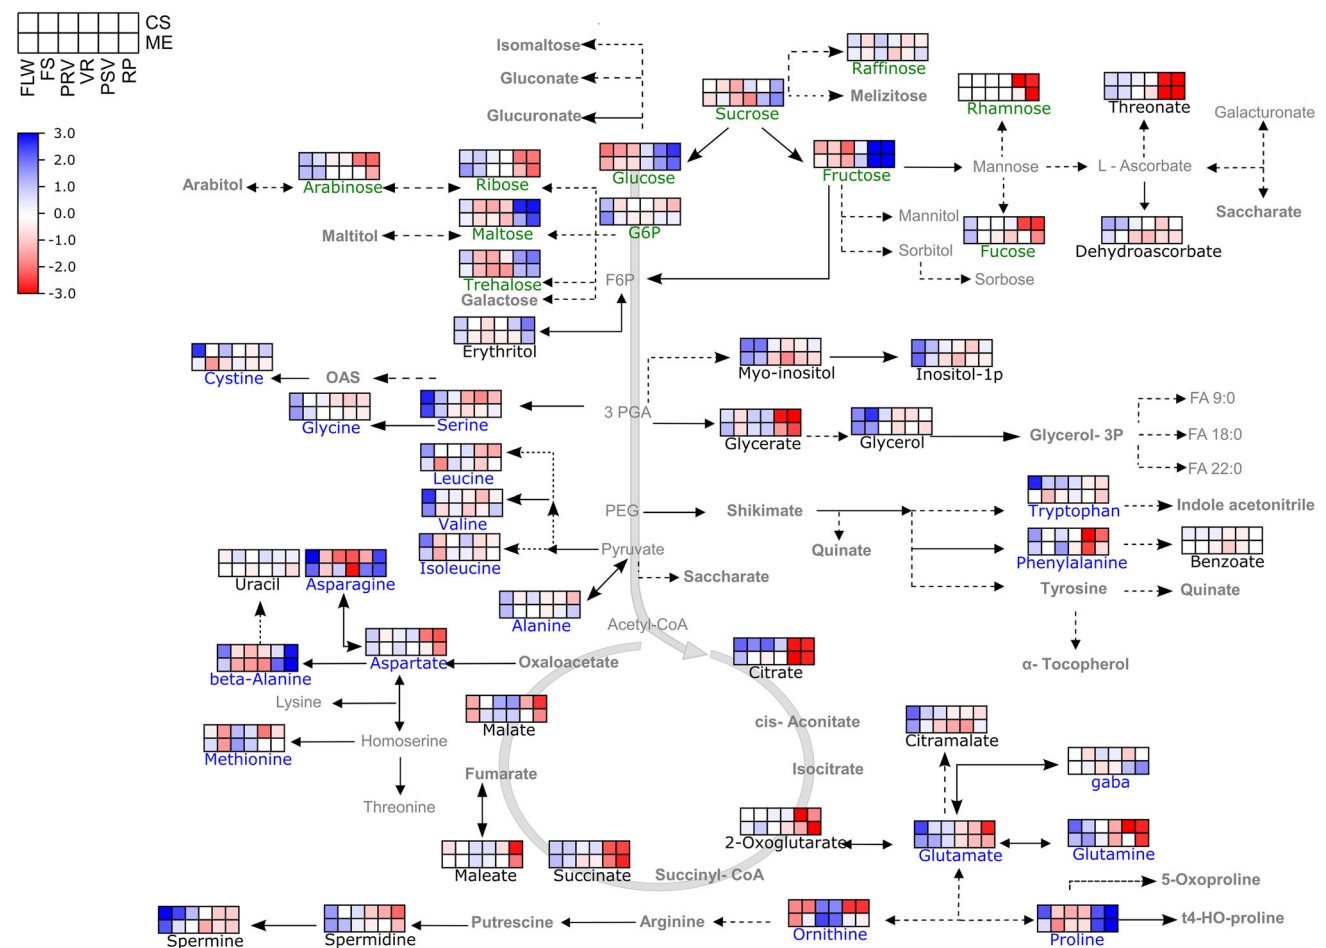 CS
ME
FLW FS PRV VR PSV RP
3.0
2.0
1.0
0.0
-1.0
-2.0
-3.0
Isomaltose
Gluconate
Glucuronate
Sucrose
Raffinose
Melizitose
Rhamnose
Threonate
Galacturonate
Arabitol
Arabinose
Ribose
Glucose
Fructose
Mannose
L - Ascorbate
Saccharate
Maltitol
Maltose
G6P
Mannitol
Sorbitol
Sorbose
Fucose
Dehydroascorbate
Trehalose
Galactose
F6P
Erythritol
Cystine
OAS
Myo-inositol
Inositol-1p
Glycine
Serine
3 PGA
Glycerate
Glycerol
Glycerol- 3P
FA 9:0
FA 18:0
FA 22:0
Leucine
Valine
Isoleucine
PEG
Shikimate
Quinate
Tryptophan
Indole acetonitrile
Pyruvate
Saccharate
Phenylalanine
Benzoate
Uracil
Asparagine
Tyrosine
Quinate
Alanine
Acetyl-CoA
α- Tocopherol
beta-Alanine
Aspartate
Oxaloacetate
Citrate
Lysine
Malate
cis- Aconitate
Citramalate
Methionine
Homoserine
Fumarate
Isocitrate
gaba
Threonine
Maleate
Succinate
Succinyl- CoA
2-Oxoglutarate
Glutamate
Glutamine
5-Oxoproline
Spermine
Spermidine
Putrescine
Arginine
Ornithine
Proline
t4-HO-proline